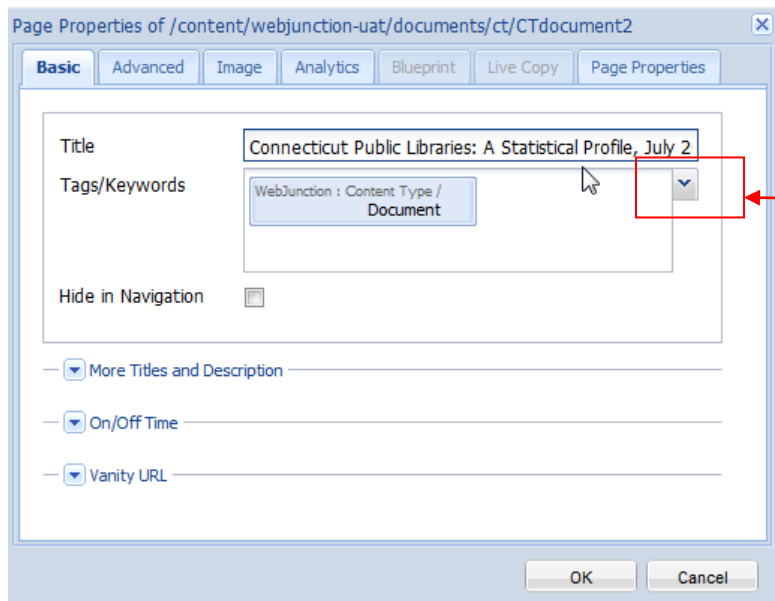 Page Properties of /content/webjunction-uat/documents/ct/CTdocument2
Basic Advanced Image Analytics Blueprint Live Copy Page Properties
Title Connecticut Public Libraries: A Statistical Profile, July 2
Tags/Keywords WebJunction : Content Type /
Document
Hide in Navigation
More Titles and Description
On/Off Time
Vanity URL
OK Cancel